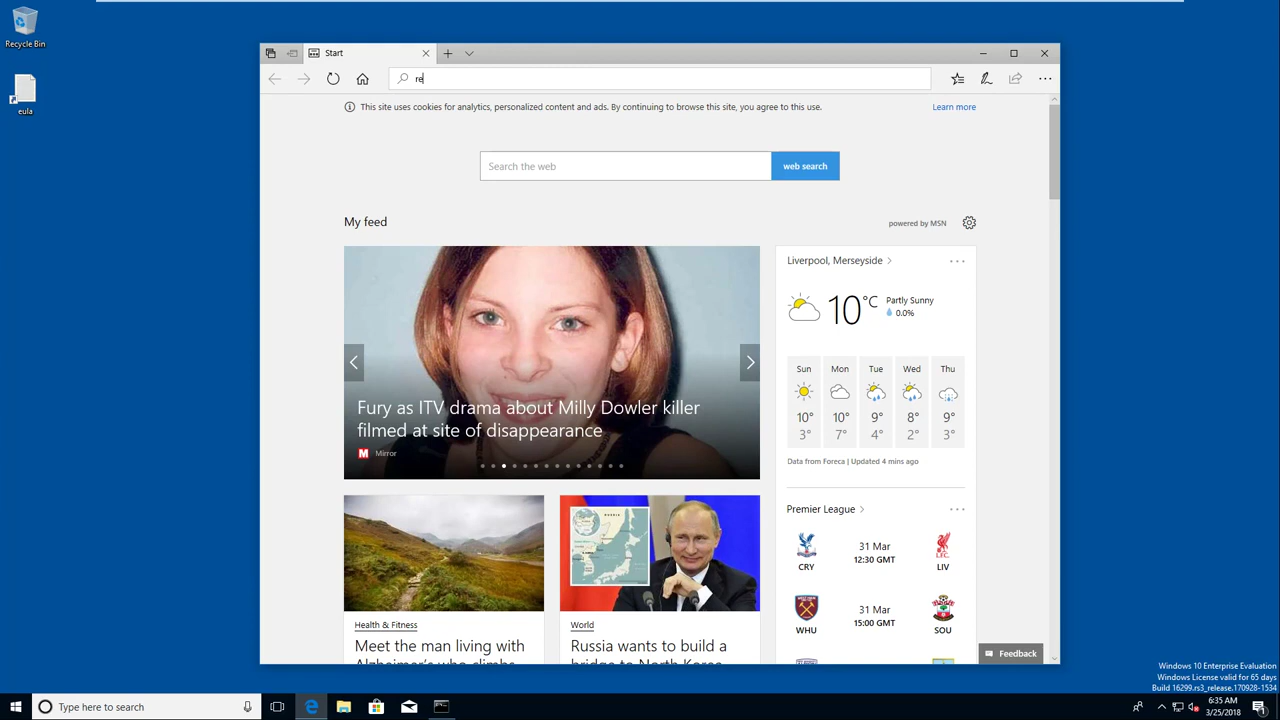 Recycle Bin
eula
Start
re
This site uses cookies for analytics, personalized content and ads. By continuing to browse this site, you agree to this use.
Learn more
Search the web
web search
My feed
powered by MSN
Fury as ITV drama about Milly Dowler killer
filmed at site of disappearance
M Mirror
Liverpool, Merseyside
10°C
Partly Sunny
0.0%
Sun Mon Tue Wed Thu
10° 10° 9° 8° 9°
3° 7° 4° 2° 3°
Data from Foreca | Updated 4 mins ago
Premier League
31 Mar
12:30 GMT
CRY LIV
31 Mar
15:00 GMT
WHU SOU
Health & Fitness
Meet the man living with
Alzheimer's who climbs
World
Russia wants to build a
bridge to North Korea
Feedback
Windows 10 Enterprise Evaluation
Windows License valid for 65 days
Build 16299.rs3_release.170928-1534
Type here to search
6:35 AM
3/25/2018